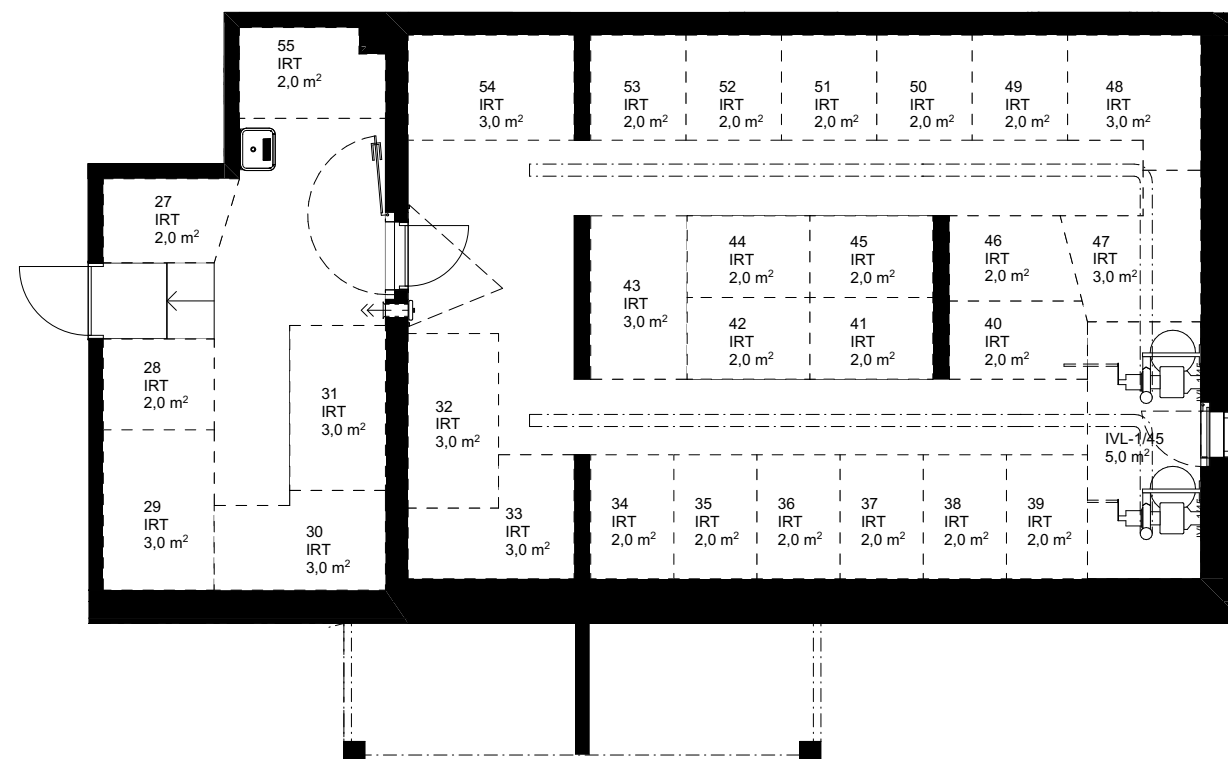 55
IRT
2,0 m²
54
IRT
3,0 m²
53
IRT
2,0 m²
52
IRT
2,0 m²
51
IRT
2,0 m²
50
IRT
2,0 m²
49
IRT
2,0 m²
48
IRT
3,0 m²
27
IRT
2,0 m²
43
IRT
3,0 m²
44
IRT
2,0 m²
45
IRT
2,0 m²
46
IRT
2,0 m²
47
IRT
3,0 m²
42
IRT
2,0 m²
41
IRT
2,0 m²
40
IRT
2,0 m²
28
IRT
2,0 m²
31
IRT
3,0 m²
32
IRT
3,0 m²
IVL-1/45
5,0 m²
29
IRT
3,0 m²
30
IRT
3,0 m²
33
IRT
3,0 m²
34
IRT
2,0 m²
35
IRT
2,0 m²
36
IRT
2,0 m²
37
IRT
2,0 m²
38
IRT
2,0 m²
39
IRT
2,0 m²